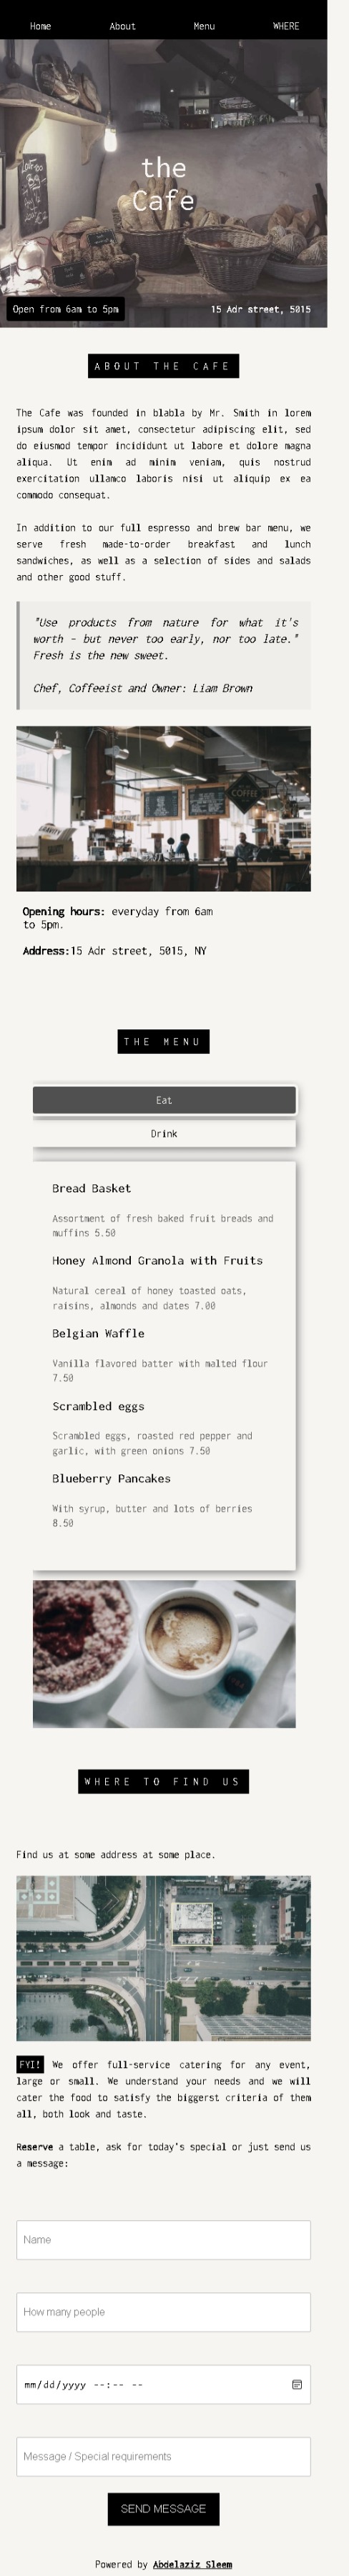 Home About Menu WHERE
the
Cafe
Open from 6am to 5pm 15 Adr street, 5015
ABOUT THE CAFE
The Cafe was founded in blabla by Mr. Smith in lorem
ipsum dolor sit amet, consectetur adipiscing elit, sed
do eiusmod tempor incididunt ut labore et dolore magna
aliqua. Ut enim ad minim veniam, quis nostrud
exercitation ullamco laboris nisi ut aliquip ex ea
commodo consequat.
In addition to our full espresso and brew bar menu, we
serve fresh made-to-order breakfast and lunch
sandwiches, as well as a selection of sides and salads
and other good stuff.
"Use products from nature for what it's
worth - but never too early, nor too late."
Fresh is the new sweet.
Chef, Coffeeist and Owner: Liam Brown
COFFEE
Opening hours: everyday from 6am
to 5pm.
Address:15 Adr street, 5015, NY
THE MENU
Eat
Drink
Bread Basket
Assortment of fresh baked fruit breads and
muffins 5.50
Honey Almond Granola with Fruits
Natural cereal of honey toasted oats,
raisins, almonds and dates 7.00
Belgian Waffle
Vanilla flavored batter with malted flour
7.50
Scrambled eggs
Scrambled eggs, roasted red pepper and
garlic, with green onions 7.50
Blueberry Pancakes
With syrup, butter and lots of berries
8.50
WHERE TO FIND US
Find us at some address at some place.
FYI! We offer full-service catering for any event,
large or small. We understand your needs and we will
cater the food to satisfy the biggerst criteria of them
all, both look and taste.
Reserve a table, ask for today's special or just send us
a message:
Name
How many people
mm/dd/yyyy --:-- --
Message / Special requirements
SEND MESSAGE
Powered by Abdelaziz Sleem